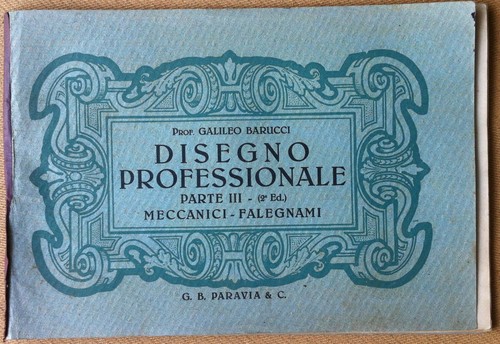 PROF. GALILEO BARUCCI
DISEGNO
PROFESSIONALE
PARTE III - (2ª Ed.)
MECCANICI - FALEGNAMI
G. B. PARAVIA & C.